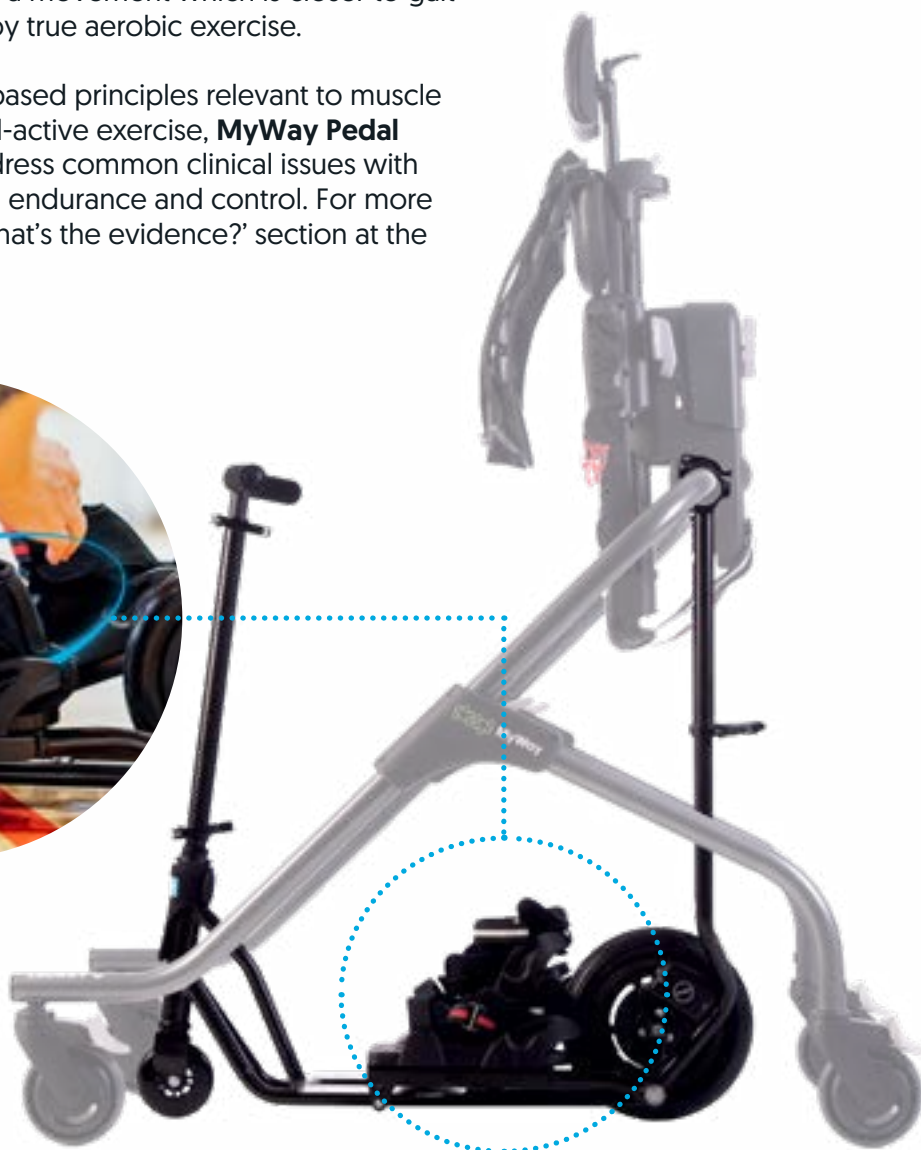 a movement which is closer to gait
by true aerobic exercise.
based principles relevant to muscle
l-active exercise, MyWay Pedal
dress common clinical issues with
endurance and control. For more
hat's the evidence?' section at the
MyWay